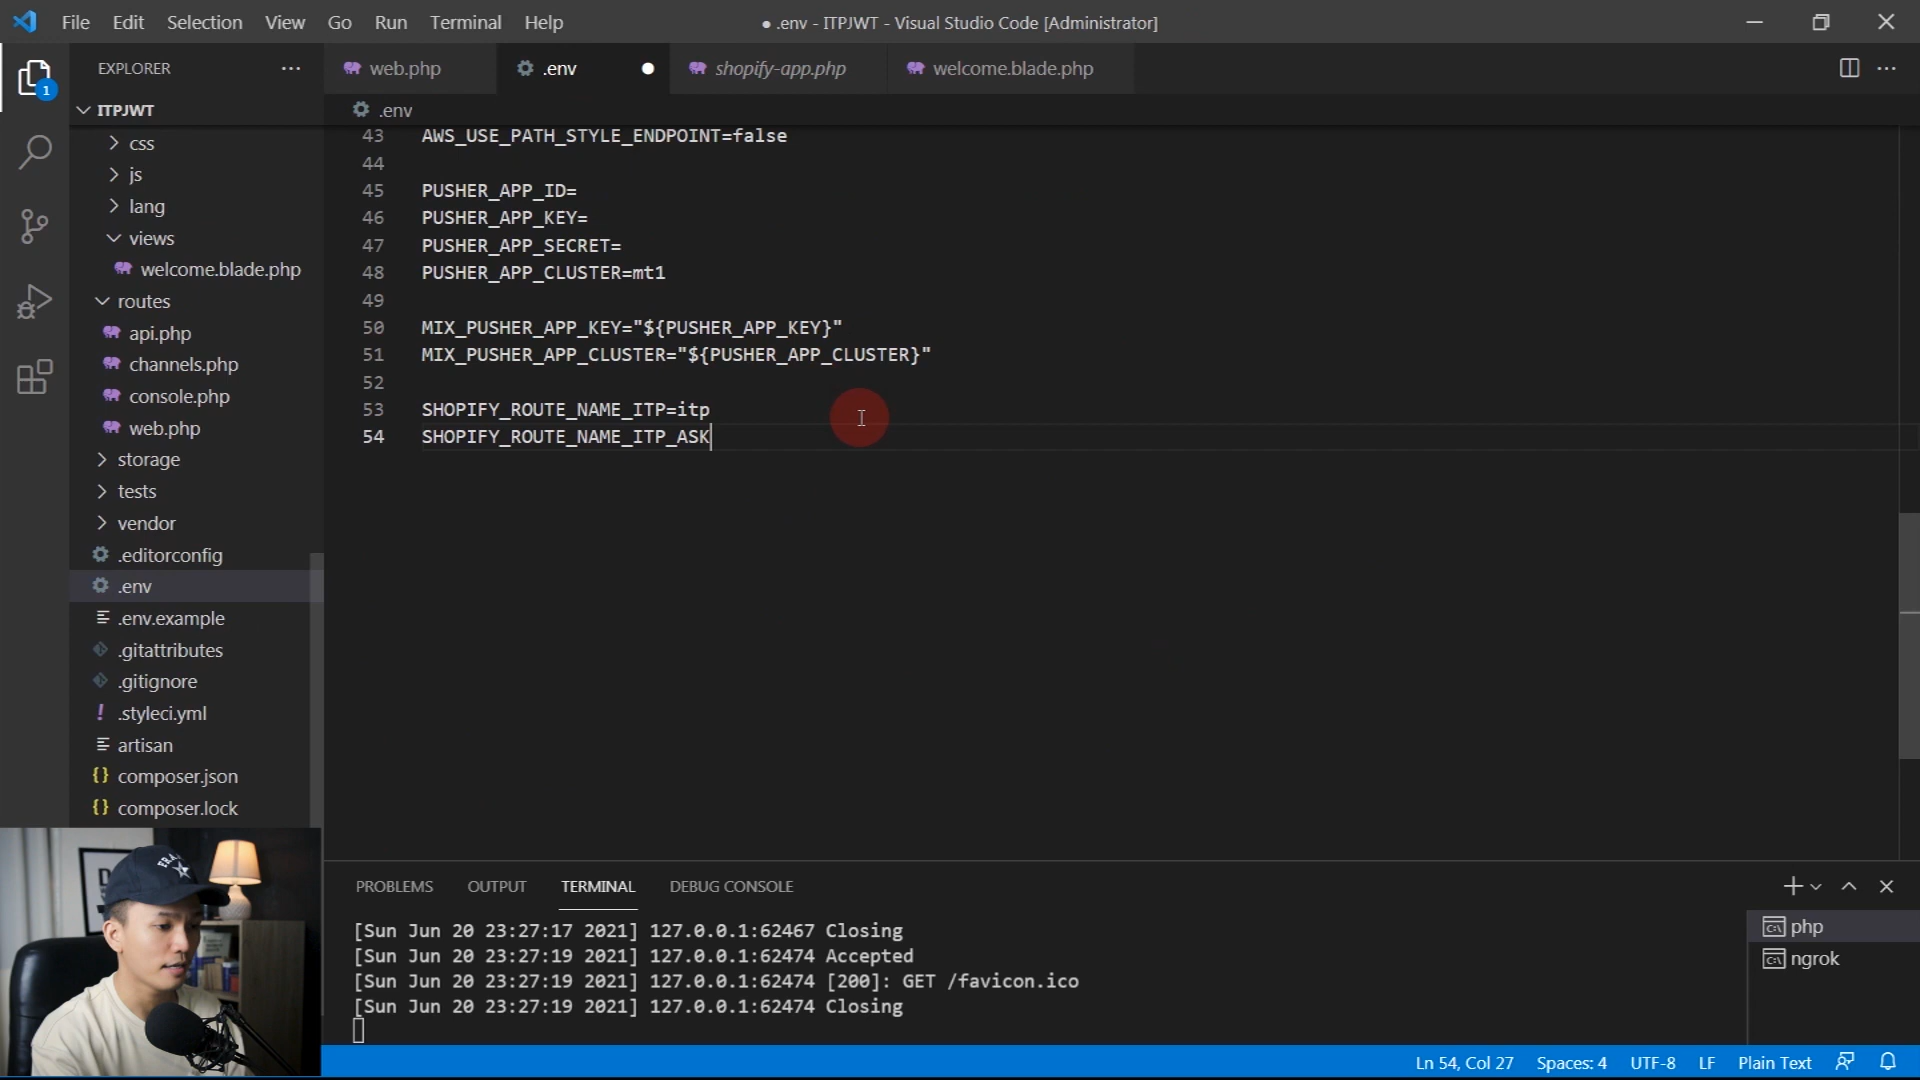 File Edit Selection View Go Run Terminal Help
● .env - ITPJWT - Visual Studio Code [Administrator]
EXPLORER
web.php
.env
shopify-app.php
welcome.blade.php
1
ITPJWT
.env
css
js
lang
views
welcome.blade.php
routes
api.php
channels.php
console.php
web.php
storage
tests
vendor
.editorconfig
.env
.env.example
.gitattributes
.gitignore
.styleci.yml
artisan
composer.json
composer.lock
43 AWS_USE_PATH_STYLE_ENDPOINT=false
44
45 PUSHER_APP_ID=
46 PUSHER_APP_KEY=
47 PUSHER_APP_SECRET=
48 PUSHER_APP_CLUSTER=mt1
49
50 MIX_PUSHER_APP_KEY="${PUSHER_APP_KEY}"
51 MIX_PUSHER_APP_CLUSTER="${PUSHER_APP_CLUSTER}"
52
53 SHOPIFY_ROUTE_NAME_ITP=itp
54 SHOPIFY_ROUTE_NAME_ITP_ASK
PROBLEMS OUTPUT TERMINAL DEBUG CONSOLE
[Sun Jun 20 23:27:17 2021] 127.0.0.1:62467 Closing
[Sun Jun 20 23:27:19 2021] 127.0.0.1:62474 Accepted
[Sun Jun 20 23:27:19 2021] 127.0.0.1:62474 [200]: GET /favicon.ico
[Sun Jun 20 23:27:19 2021] 127.0.0.1:62474 Closing
php
ngrok
Ln 54, Col 27 Spaces: 4 UTF-8 LF Plain Text